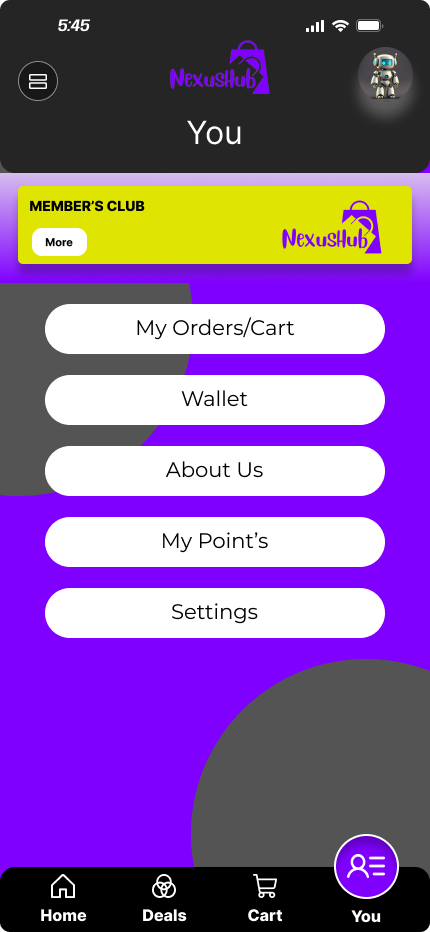 5:45
NexusHub
You
MEMBER’S CLUB
More
NexusHub
My Orders/Cart
Wallet
About Us
My Point’s
Settings
Home
Deals
Cart
You